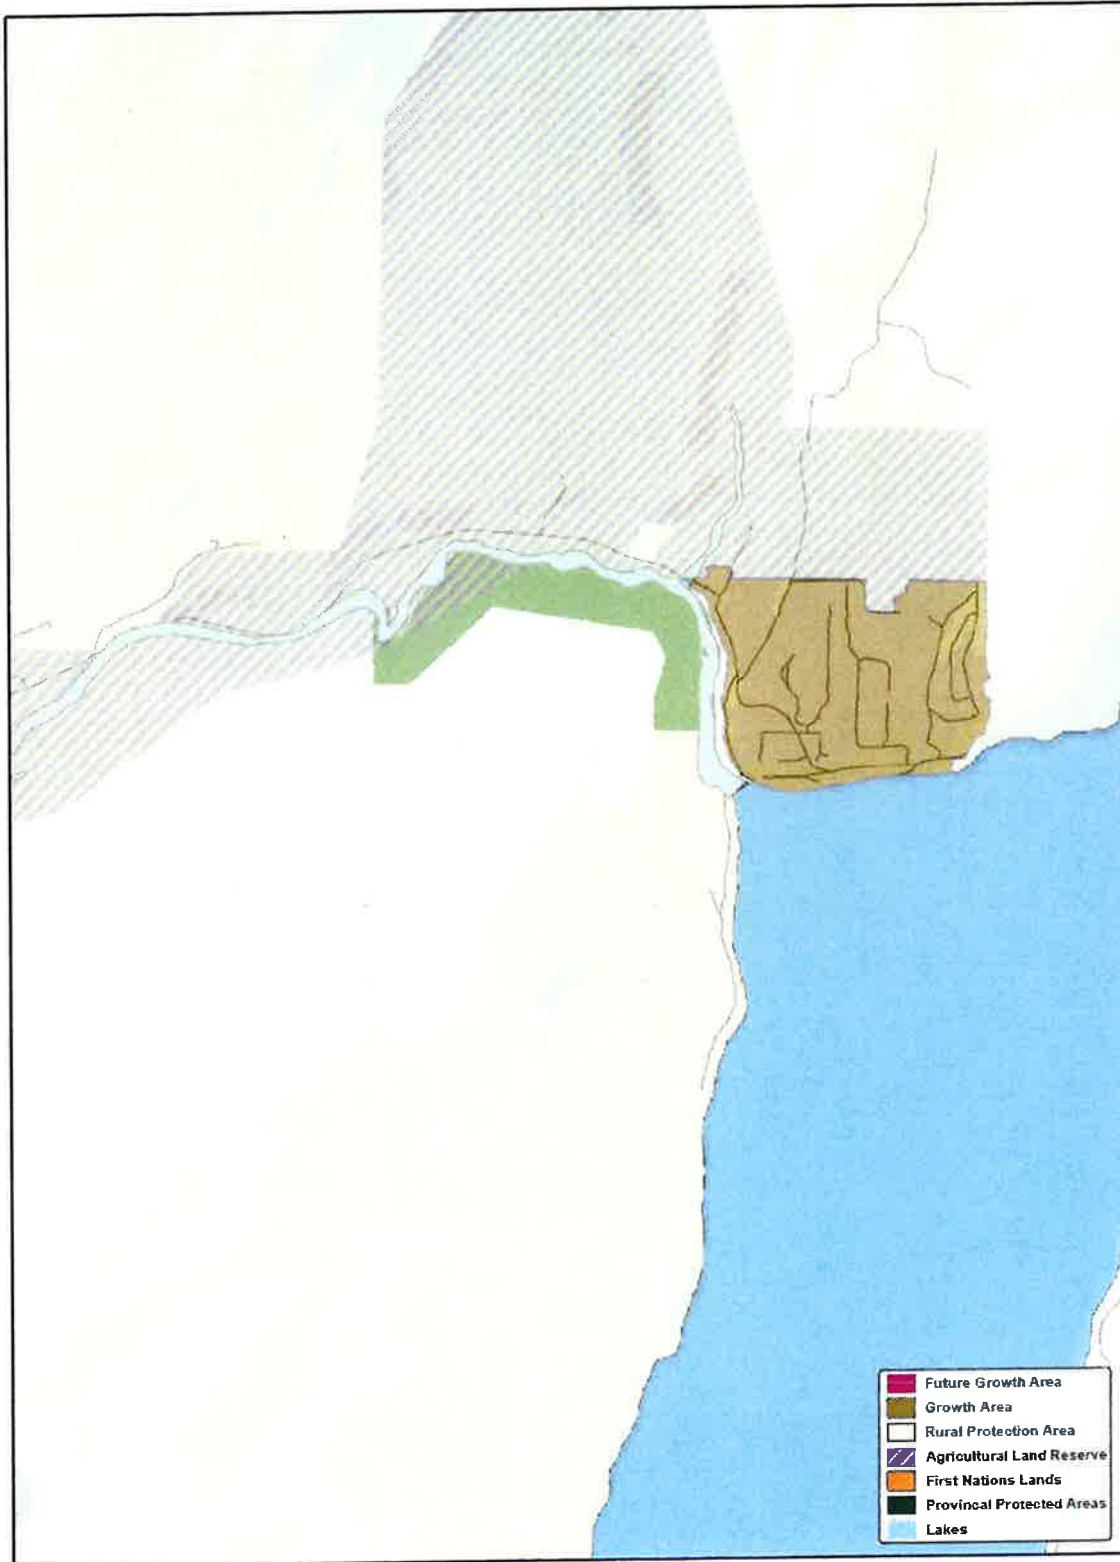 Future Growth Area
Growth Area
Rural Protection Area
Agricultural Land Reserve
First Nations Lands
Provincal Protected Areas
Lakes